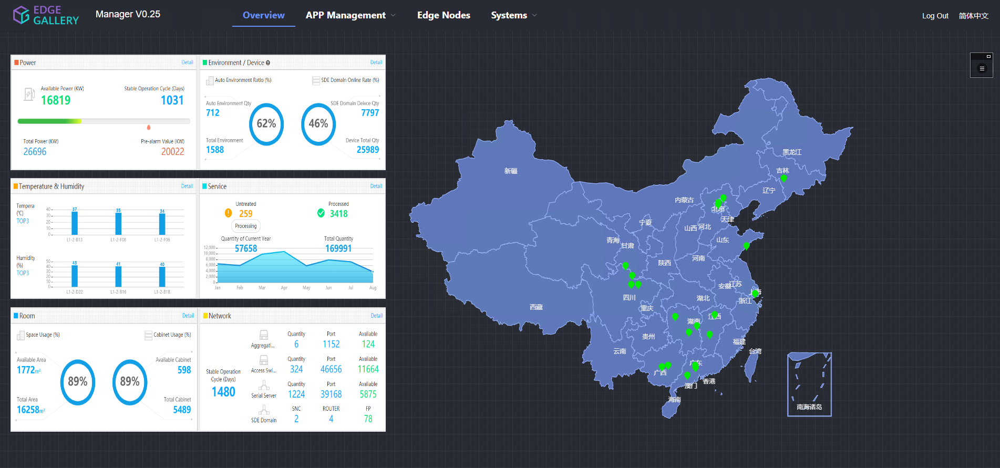 EDGE
GALLERY
Manager V0.25
Overview
APP Management
Edge Nodes
Systems
Log Out
简体中文
Power
Detail
Available Power (KW)
16819
Stable Operation Cycle (Days)
1031
Total Power (KW)
26696
Pre-alarm Value (KW)
20022
Environment / Device
Detail
Auto Environment Ratio (%)
SDE Domain Online Rate (%)
Auto Environment Qty
712
62%
46%
SDE Domain Deivce Qty
7797
Total Environment
1588
Device Total Qty
25989
Temperature & Humidity
Detail
Tempera
(℃)
TOP3
40
30
20
10
0
37
35
34
L1-2-B13
L1-2-F08
L1-2-F06
Humidity
(%)
TOP3
50
40
30
20
10
0
43
41
40
L1-2-D22
L1-2-B16
L1-2-B18
Service
Detail
Untreated
259
Processing
Processed
3418
Quantity of Current Year
57658
Total Quantity
169991
12,000
10,000
8,000
6,000
4,000
2,000
0
Jan
Feb
Mar
Apr
May
Jun
Jul
Aug
Room
Detail
Space Usage (%)
Cabinet Usage (%)
Available Area
1772m²
89%
89%
Available Cabinet
598
Total Area
16258m²
Total Cabinet
5489
Network
Detail
Stable Operation
Cycle (Days)
1480
Aggregati...
Quantity
6
Port
1152
Avaliable
124
Access Swi...
Quantity
324
Port
46656
Avaliable
11664
Serial Server
Quantity
1224
Port
39168
Avaliable
5875
SDE Domain
SNC
2
ROUTER
4
FP
78
黑龙江
新疆
吉林
辽宁
内蒙古
北京
天津
宁夏
山西
河北
青海
甘肃
山东
河南
陕西
安徽
江苏
上海
四川
湖北
浙江
西藏
重庆
江西
湖南
贵州
福建
云南
台湾
广东
广西
香港
澳门
海南
南海诸岛